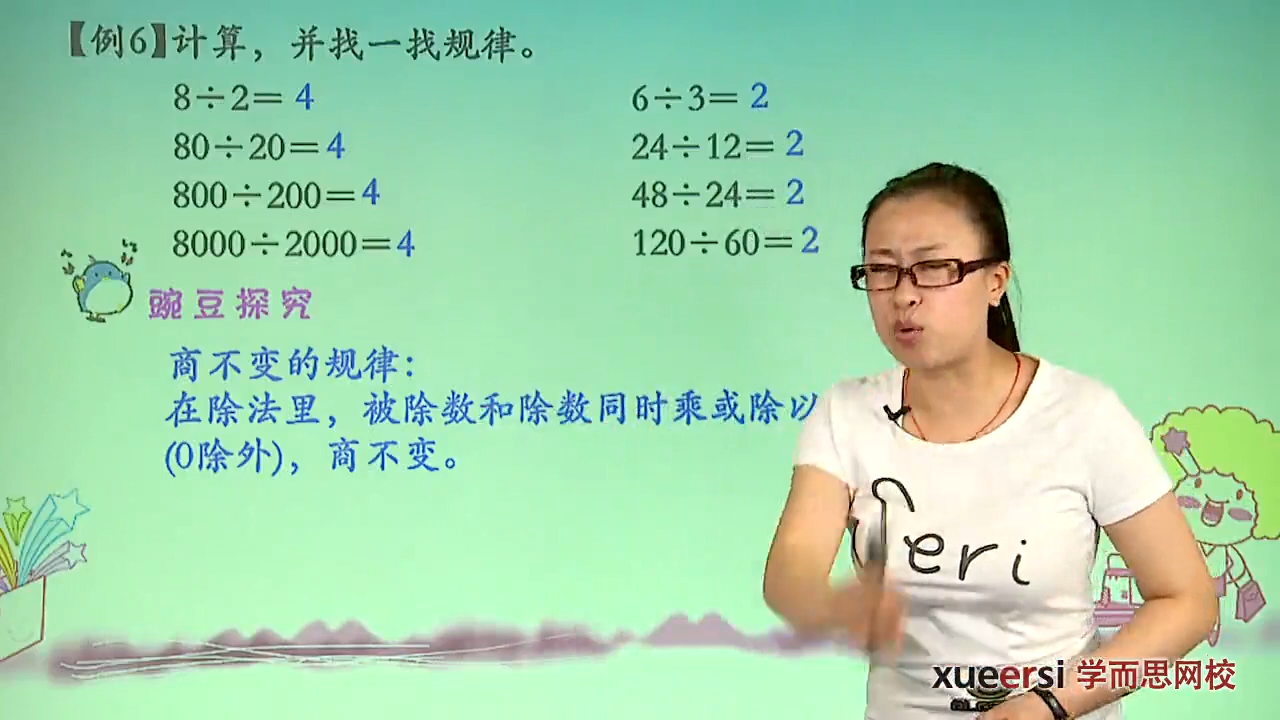 【例6】计算，并找一找规律。
8÷2＝4
80÷20＝4
800÷200＝4
8000÷2000＝4
6÷3＝2
24÷12＝2
48÷24＝2
120÷60＝2
豌豆探究
商不变的规律：
在除法里，被除数和除数同时乘或除以
(0除外)，商不变。
eri
xueersi 学而思网校